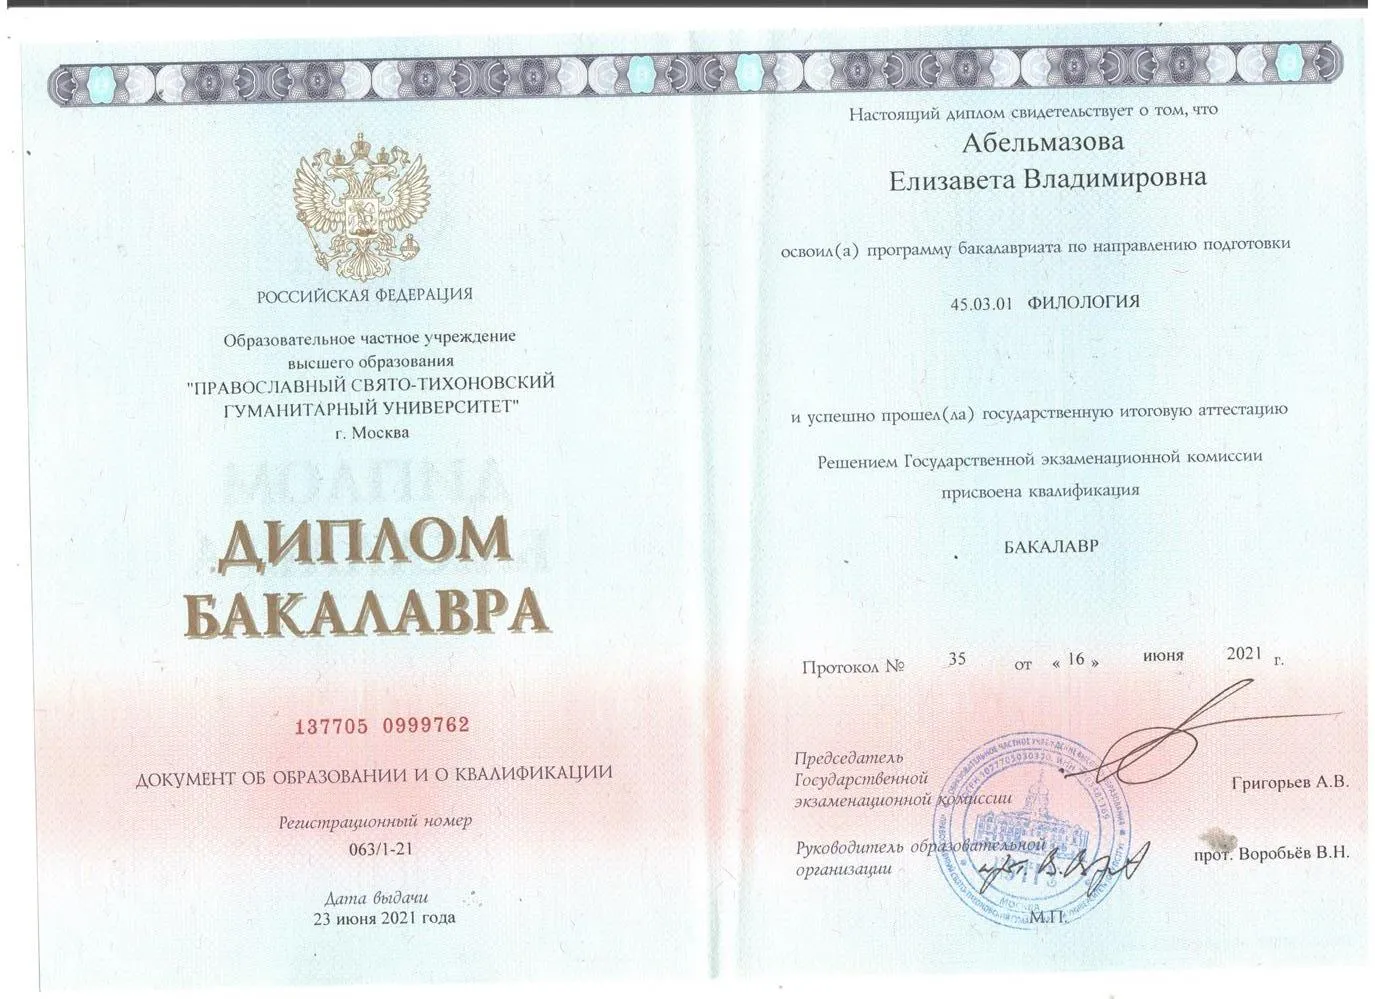 РОССИЙСКАЯ ФЕДЕРАЦИЯ
Образовательное частное учреждение
высшего образования
"ПРАВОСЛАВНЫЙ СВЯТО-ТИХОНОВСКИЙ
ГУМАНИТАРНЫЙ УНИВЕРСИТЕТ"
г. Москва
ДИПЛОМ
БАКАЛАВРА
137705 0999762
ДОКУМЕНТ ОБ ОБРАЗОВАНИИ И О КВАЛИФИКАЦИИ
Регистрационный номер
063/1-21
Дата выдачи
23 июня 2021 года
Настоящий диплом свидетельствует о том, что
Абельмазова
Елизавета Владимировна
освоил(а) программу бакалавриата по направлению подготовки
45.03.01 ФИЛОЛОГИЯ
и успешно прошел(ла) государственную итоговую аттестацию
Решением Государственной экзаменационной комиссии
присвоена квалификация
БАКАЛАВР
Протокол № 35 от « 16 » июня 2021 г.
Председатель
Государственной
экзаменационной комиссии
Григорьев А.В.
Руководитель образовательной
организации
прот. Воробьёв В.Н.
МОСКВА
М.П.